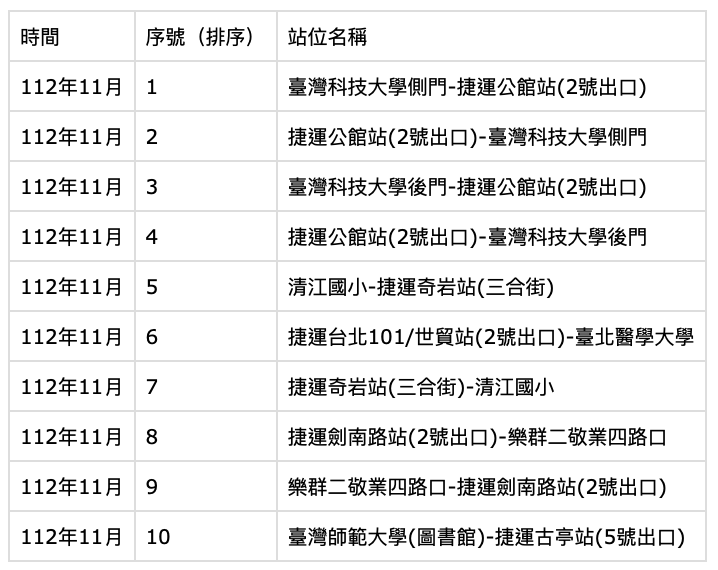 時間 序號（排序） 站位名稱
112年11月 1 臺灣科技大學側門-捷運公館站(2號出口)
112年11月 2 捷運公館站(2號出口)-臺灣科技大學側門
112年11月 3 臺灣科技大學後門-捷運公館站(2號出口)
112年11月 4 捷運公館站(2號出口)-臺灣科技大學後門
112年11月 5 清江國小-捷運奇岩站(三合街)
112年11月 6 捷運台北101/世貿站(2號出口)-臺北醫學大學
112年11月 7 捷運奇岩站(三合街)-清江國小
112年11月 8 捷運劍南路站(2號出口)-樂群二敬業四路口
112年11月 9 樂群二敬業四路口-捷運劍南路站(2號出口)
112年11月 10 臺灣師範大學(圖書館)-捷運古亭站(5號出口)